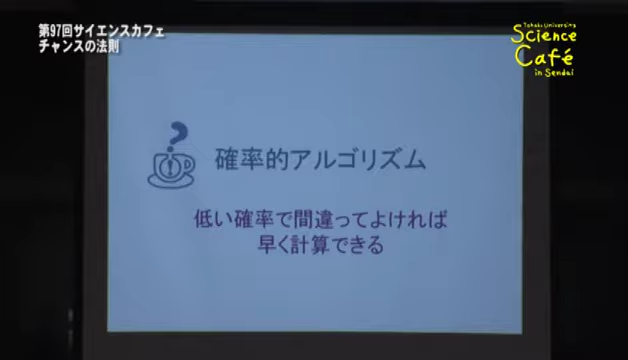 第97回サイエンスカフェ
チャンスの法則
Tohoku University
Science
Café
in Sendai
確率的アルゴリズム
低い確率で間違ってよければ
早く計算できる